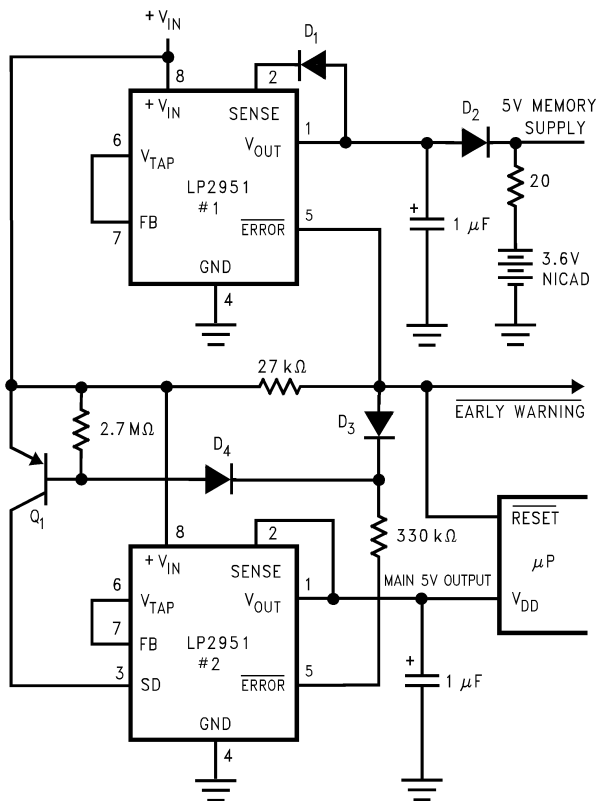 + VIN
8
2
D1
+ VIN
SENSE
D2
5V MEMORY
SUPPLY
6
VTAP
VOUT
1
LP2951
#1
20
7
FB
ERROR
5
+
1 μF
3.6V
NICAD
GND
4
27 kΩ
EARLY WARNING
2.7 MΩ
D3
D4
Q1
330 kΩ
8
2
+ VIN
SENSE
RESET
μP
6
VTAP
VOUT
1
MAIN 5V OUTPUT
VDD
7
FB
LP2951
#2
3
SD
ERROR
5
+
1 μF
GND
4